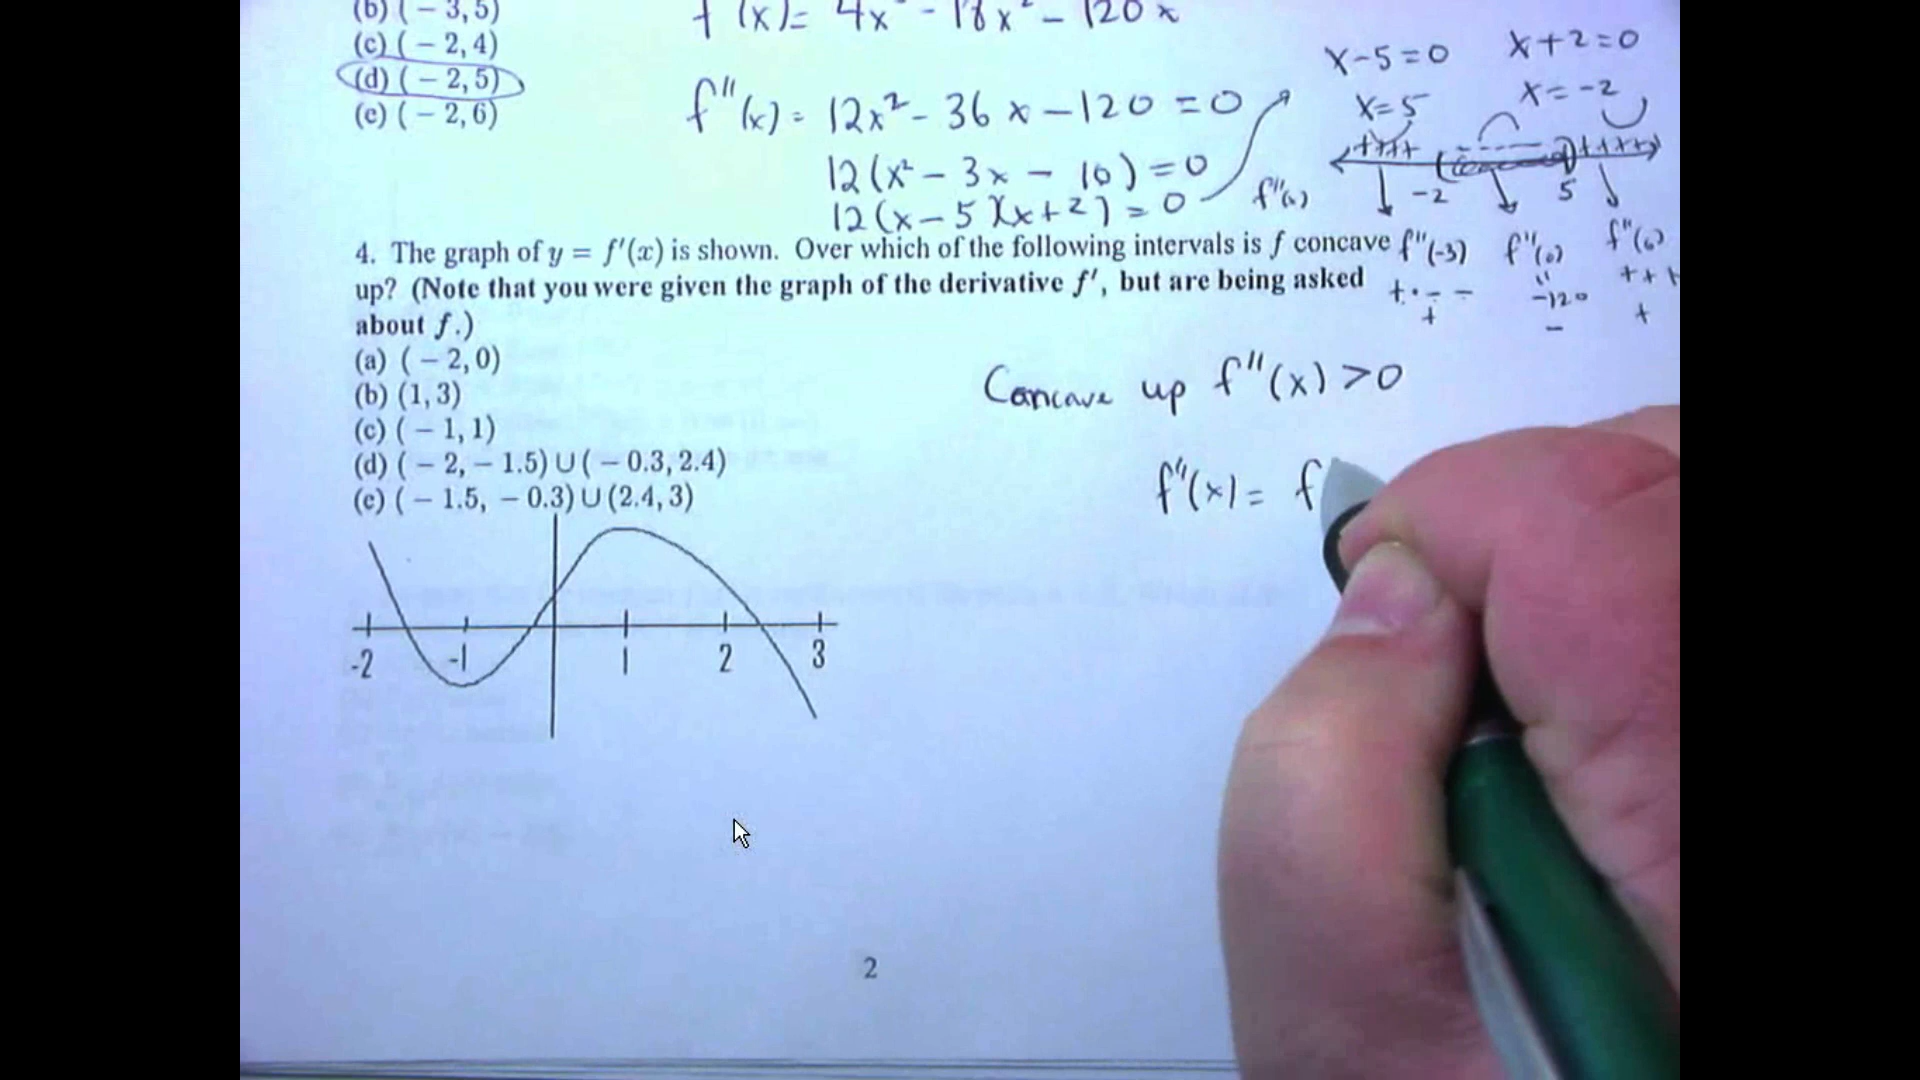 (b) ( − 3, 5)
f'(x) = 4x³ - 18x² - 120x
(c) ( − 2, 4)
(d) ( − 2, 5)
(e) ( − 2, 6)
f''(x) = 12x² - 36x - 120 = 0
12(x² - 3x - 10) = 0
12(x - 5)(x + 2) = 0
x - 5 = 0
x = 5
x + 2 = 0
x = -2
++++ ----- ++++
-2 5
f''(x)
f''(-3) f''(0) f''(6)
+ · - -
+
"
-120
-
+ + +
+
4. The graph of y = f′(x) is shown. Over which of the following intervals is f concave
up? (Note that you were given the graph of the derivative f′, but are being asked
about f.)
(a) ( − 2, 0)
(b) (1, 3)
(c) ( − 1, 1)
(d) ( − 2, − 1.5) ∪ ( − 0.3, 2.4)
(e) ( − 1.5, − 0.3) ∪ (2.4, 3)
Concave up f''(x) > 0
f''(x) = f
-2 -1 1 2 3
2